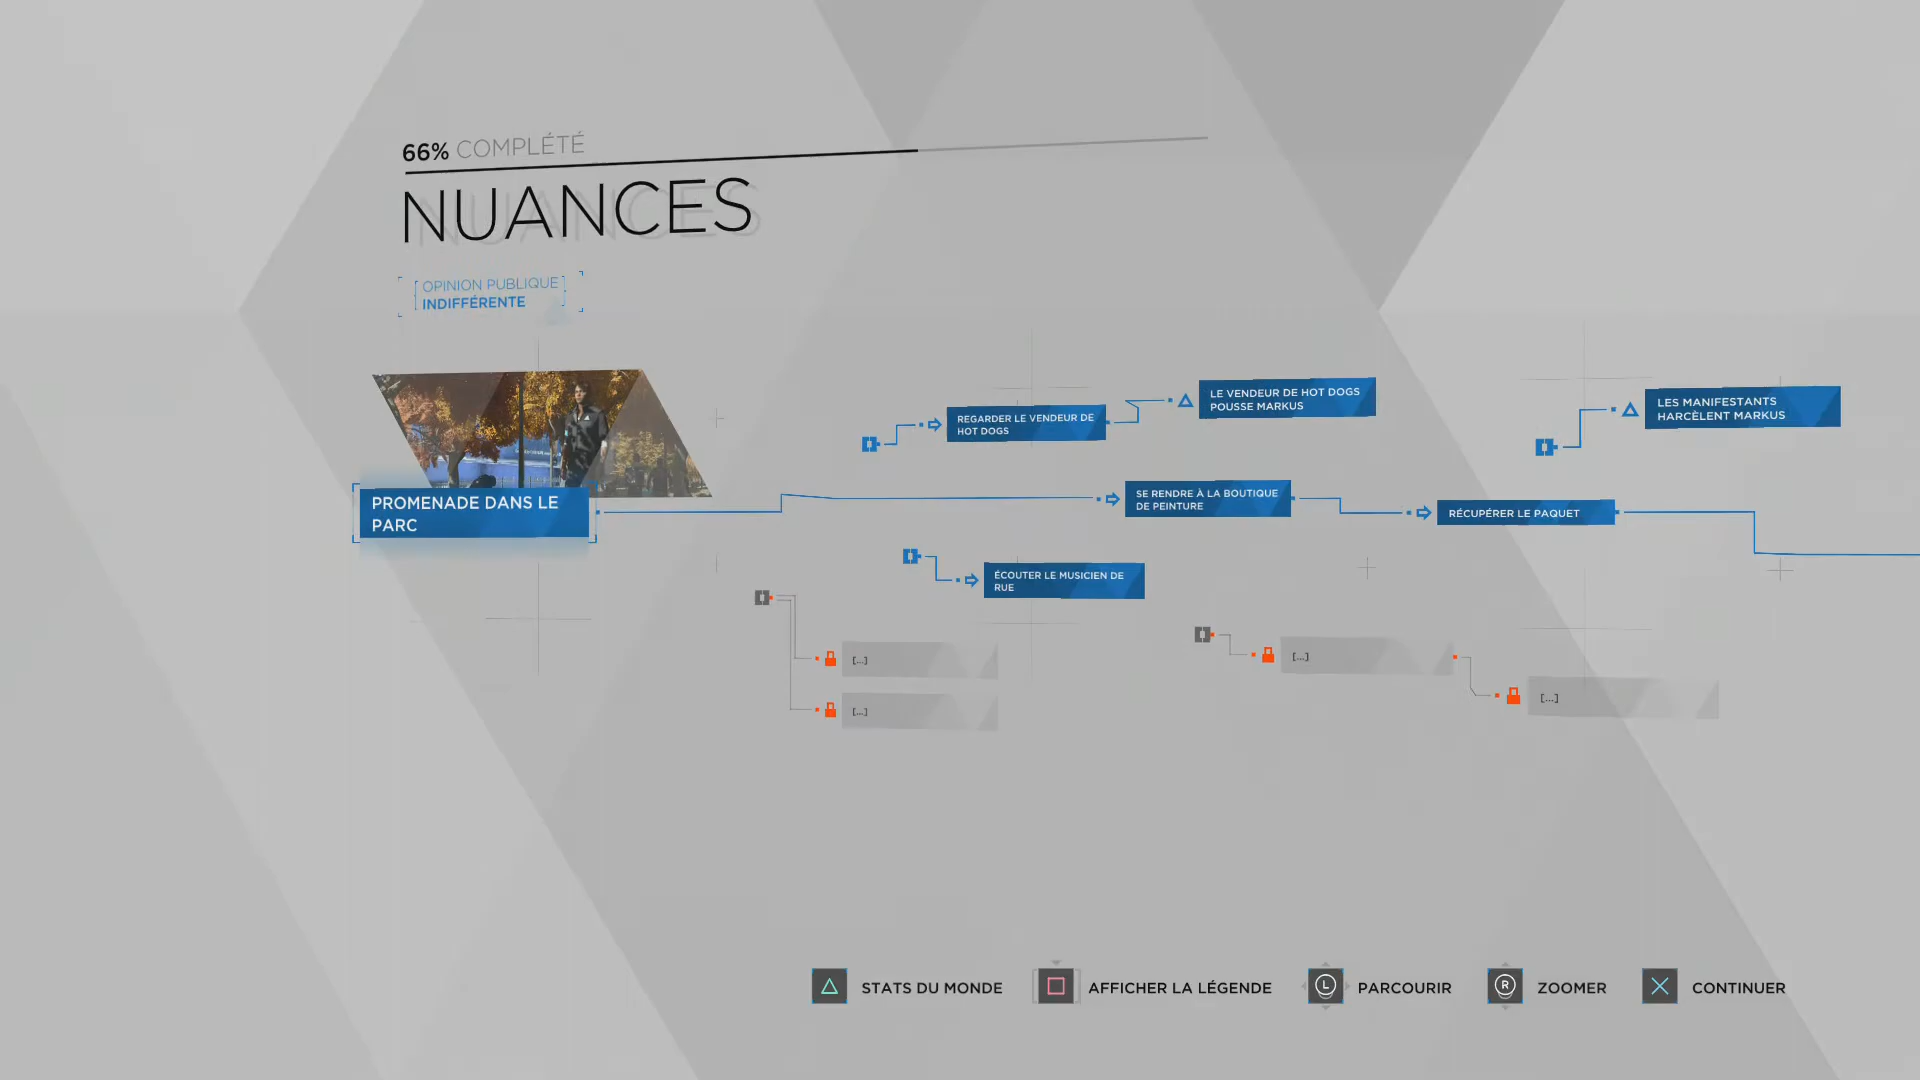 66% COMPLÉTÉ
NUANCES
OPINION PUBLIQUE
INDIFFÉRENTE
PROMENADE DANS LE
PARC
REGARDER LE VENDEUR DE
HOT DOGS
LE VENDEUR DE HOT DOGS
POUSSE MARKUS
LES MANIFESTANTS
HARCÈLENT MARKUS
SE RENDRE À LA BOUTIQUE
DE PEINTURE
RÉCUPÉRER LE PAQUET
ÉCOUTER LE MUSICIEN DE
RUE
[...]
[...]
[...]
[...]
STATS DU MONDE
AFFICHER LA LÉGENDE
L PARCOURIR
R ZOOMER
CONTINUER